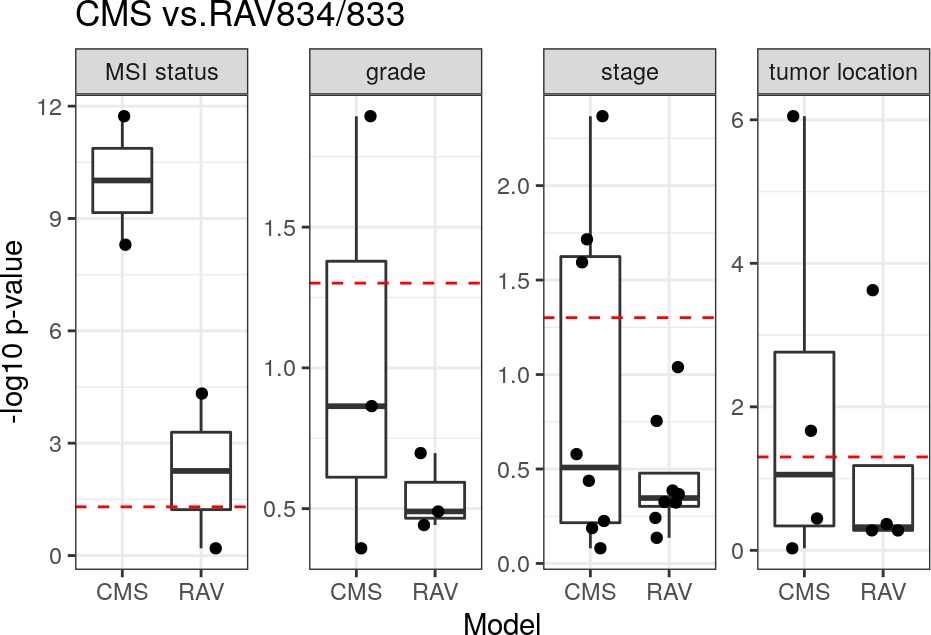 CMS vs.RAV834/833
MSI status
grade
stage
tumor location
-log10 p-value
12
9
6
3
0
1.5
1.0
0.5
2.0
1.5
1.0
0.5
0.0
6
4
2
0
CMS RAV
CMS RAV
CMS RAV
CMS RAV
Model